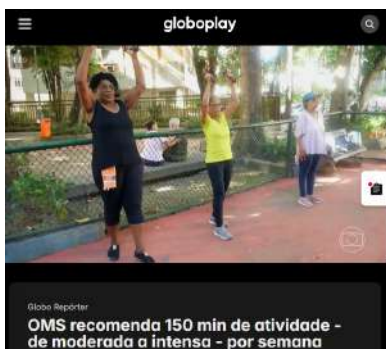 globoplay
Globo Repórter
OMS recomenda 150 min de atividade -
de moderada a intensa - por semana